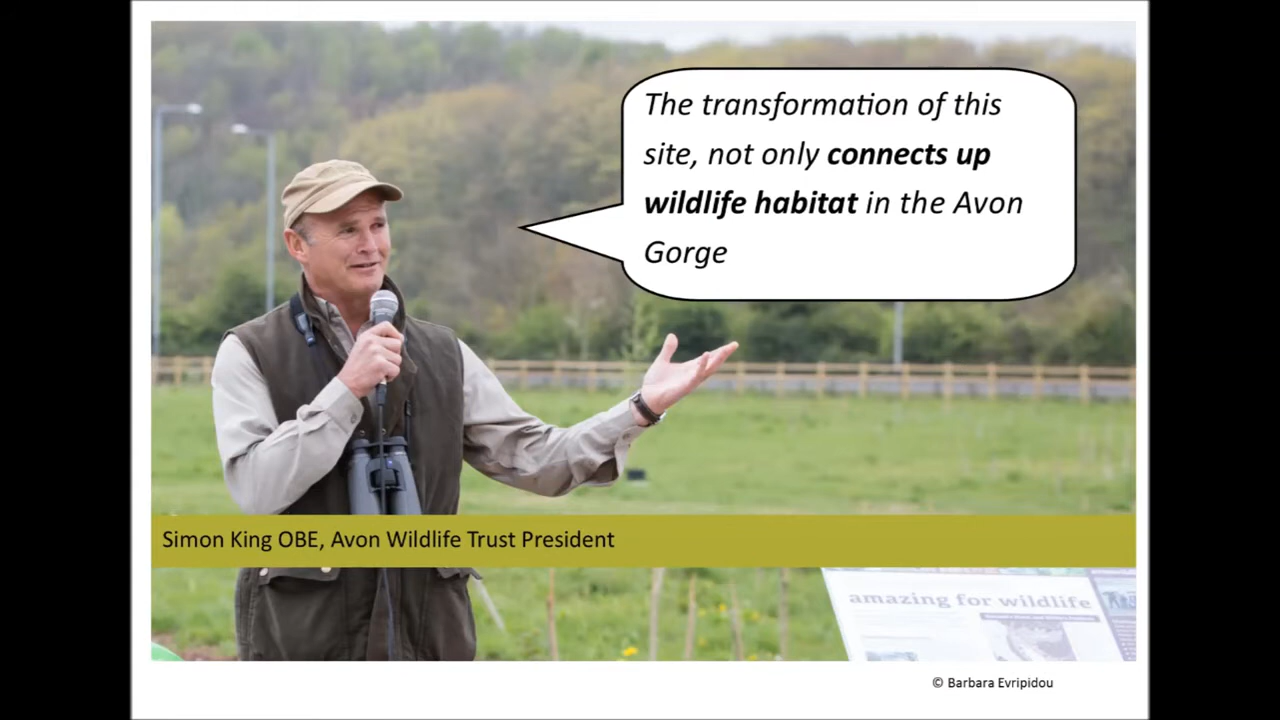 The transformation of this
site, not only connects up
wildlife habitat in the Avon
Gorge
Simon King OBE, Avon Wildlife Trust President
amazing for wildlife
© Barbara Evripidou